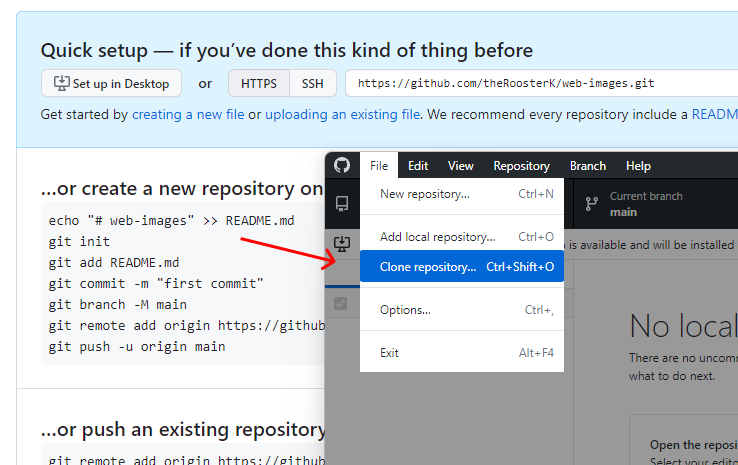 Quick setup — if you’ve done this kind of thing before
Set up in Desktop or HTTPS SSH https://github.com/theRoosterK/web-images.git
Get started by creating a new file or uploading an existing file. We recommend every repository include a
…or create a new repository on
echo "# web-images" >> README.md
git init
git add README.md
git commit -m "first commit"
git branch -M main
git remote add origin https://github
git push -u origin main
…or push an existing repository
git remote add origin
File Edit View Repository Branch Help
New repository... Ctrl+N
Add local repository... Ctrl+O
Clone repository... Ctrl+Shift+O
Options... Ctrl+,
Exit Alt+F4
Current branch
main
is available and will be installed
No local
There are no uncomm
what to do next.
Open the reposi
Select your edito